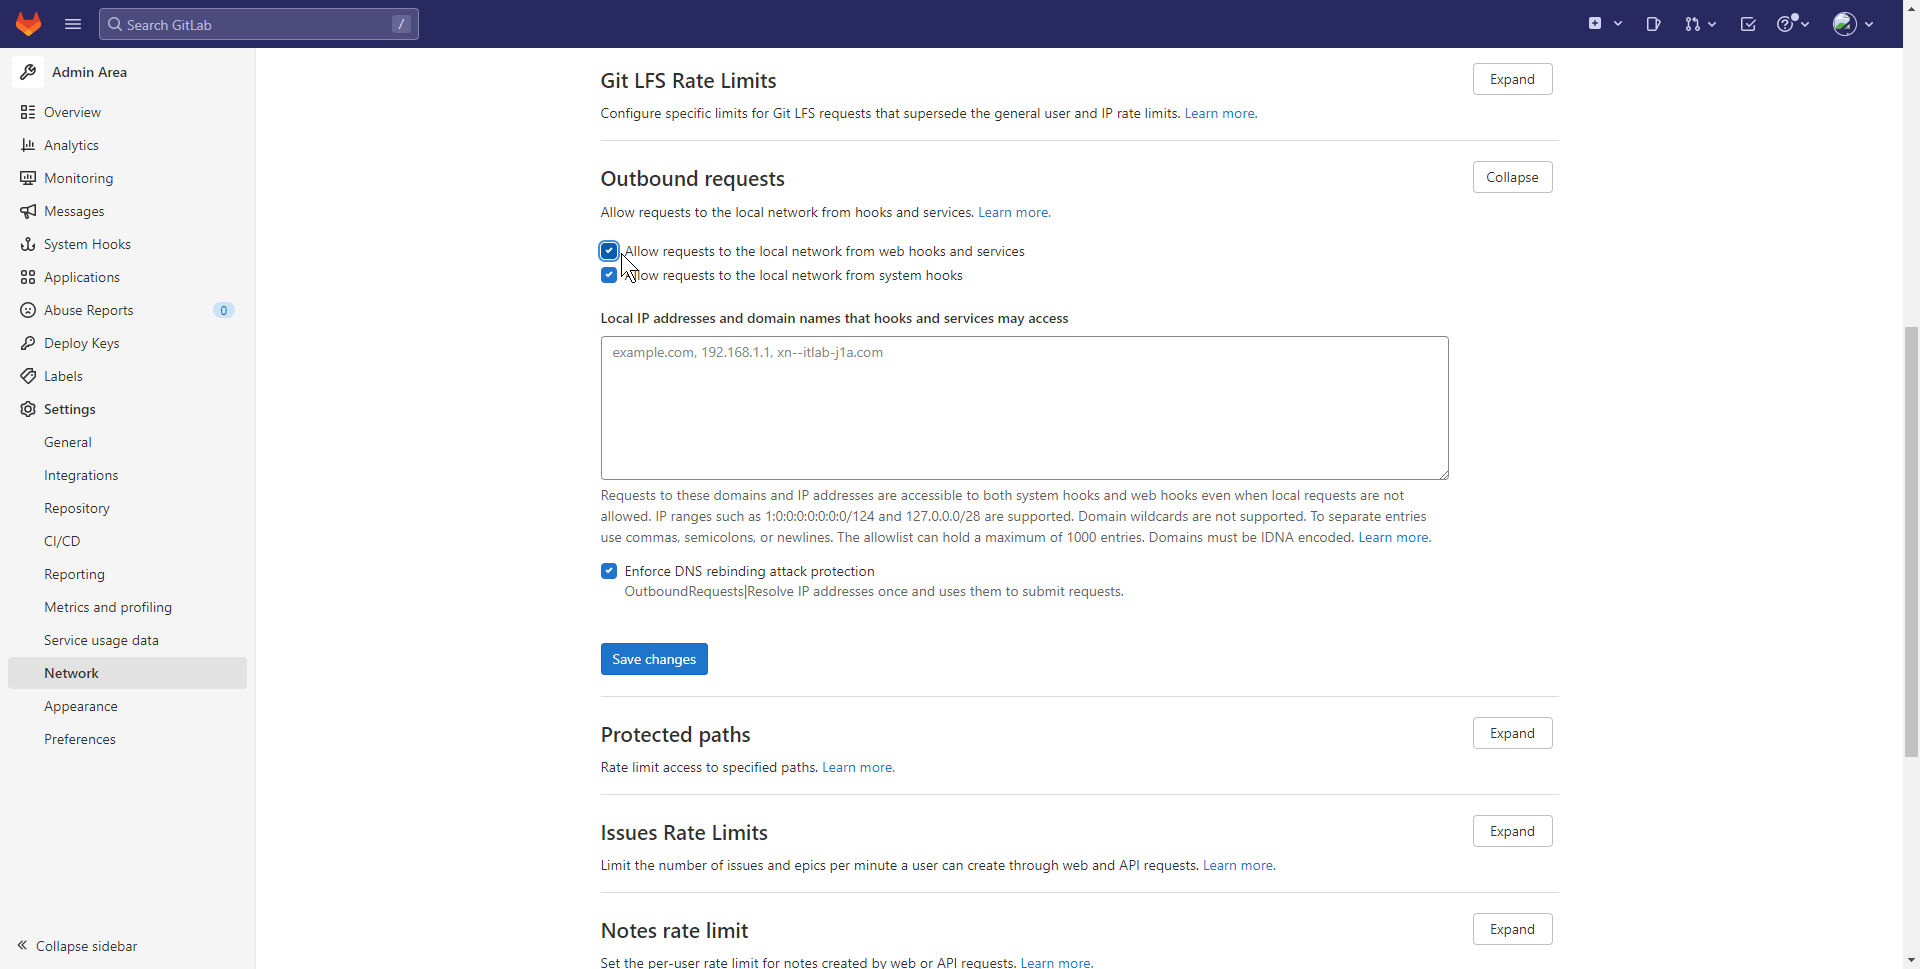 Search GitLab
/
Admin Area
Overview
Analytics
Monitoring
Messages
System Hooks
Applications
Abuse Reports
0
Deploy Keys
Labels
Settings
General
Integrations
Repository
CI/CD
Reporting
Metrics and profiling
Service usage data
Network
Appearance
Preferences
Collapse sidebar
Git LFS Rate Limits
Expand
Configure specific limits for Git LFS requests that supersede the general user and IP rate limits. Learn more.
Outbound requests
Collapse
Allow requests to the local network from hooks and services. Learn more.
Allow requests to the local network from web hooks and services
Allow requests to the local network from system hooks
Local IP addresses and domain names that hooks and services may access
example.com, 192.168.1.1, xn--itlab-j1a.com
Requests to these domains and IP addresses are accessible to both system hooks and web hooks even when local requests are not
allowed. IP ranges such as 1:0:0:0:0:0:0:0/124 and 127.0.0.0/28 are supported. Domain wildcards are not supported. To separate entries
use commas, semicolons, or newlines. The allowlist can hold a maximum of 1000 entries. Domains must be IDNA encoded. Learn more.
Enforce DNS rebinding attack protection
OutboundRequests|Resolve IP addresses once and uses them to submit requests.
Save changes
Protected paths
Expand
Rate limit access to specified paths. Learn more.
Issues Rate Limits
Expand
Limit the number of issues and epics per minute a user can create through web and API requests. Learn more.
Notes rate limit
Expand
Set the per-user rate limit for notes created by web or API requests. Learn more.